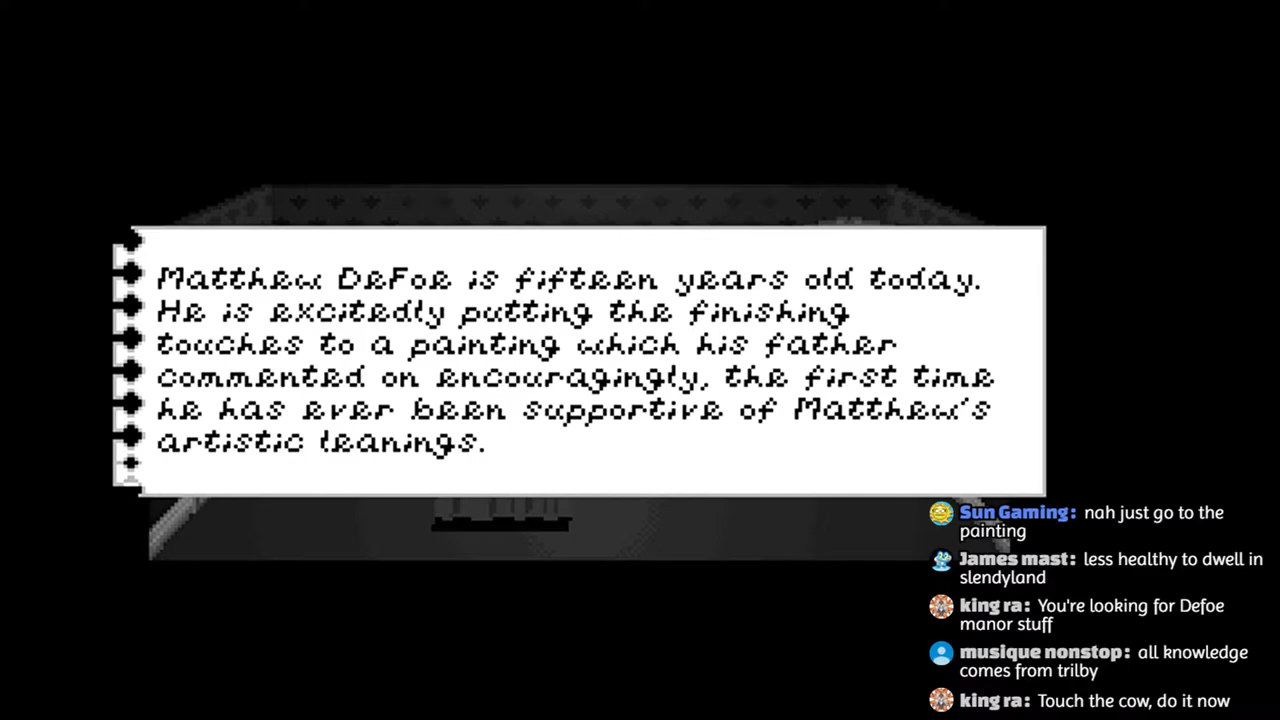 Matthew DeFoe is fifteen years old today.
He is excitedly putting the finishing
touches to a painting which his father
commented on encouragingly, the first time
he has ever been supportive of Matthew's
artistic leanings.
Sun Gaming: nah just go to the
painting
James mast: less healthy to dwell in
slendyland
king ra: You're looking for Defoe
manor stuff
musique nonstop: all knowledge
comes from trilby
king ra: Touch the cow, do it now